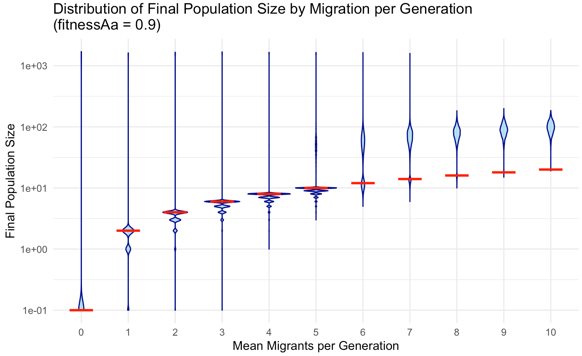 Distribution of Final Population Size by Migration per Generation
(fitnessAa = 0.9)
Final Population Size
1e+03
1e+02
1e+01
1e+00
1e-01
0 1 2 3 4 5 6 7 8 9 10
Mean Migrants per Generation